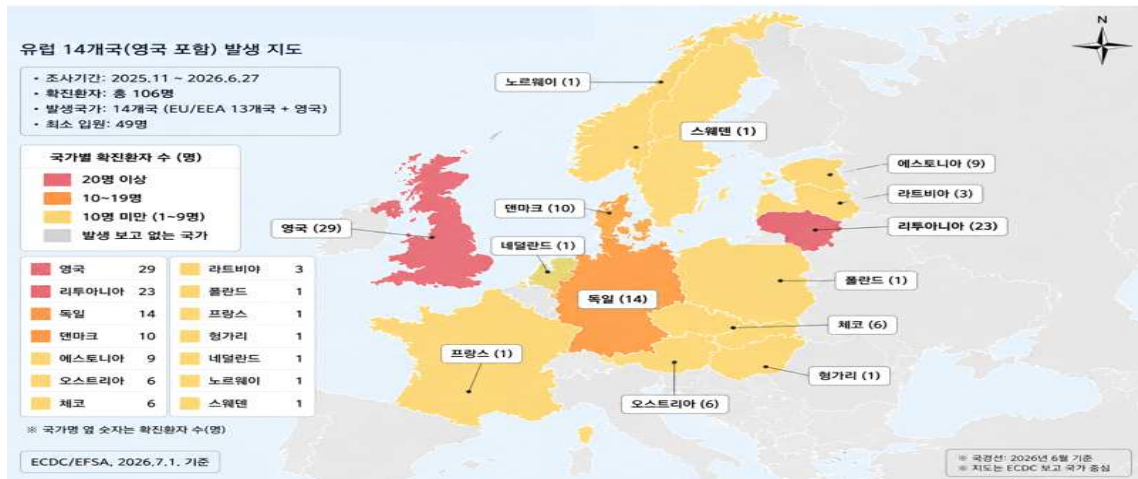 유럽 14개국(영국 포함) 발생 지도
• 조사기간: 2025.11 ~ 2026.6.27
• 확진환자: 총 106명
• 발생국가: 14개국 (EU/EEA 13개국 + 영국)
• 최소 입원: 49명
국가별 확진환자 수 (명)
20명 이상
10~19명
10명 미만 (1~9명)
발생 보고 없는 국가
영국 29
리투아니아 23
독일 14
덴마크 10
에스토니아 9
오스트리아 6
체코 6
라트비아 3
폴란드 1
프랑스 1
헝가리 1
네덜란드 1
노르웨이 1
스웨덴 1
※ 국가명 옆 숫자는 확진환자 수(명)
ECDC/EFSA, 2026.7.1. 기준
N
노르웨이 (1)
스웨덴 (1)
에스토니아 (9)
라트비아 (3)
리투아니아 (23)
덴마크 (10)
영국 (29)
네덜란드 (1)
독일 (14)
폴란드 (1)
체코 (6)
프랑스 (1)
헝가리 (1)
오스트리아 (6)
※ 국경선: 2026년 6월 기준
※ 지도는 ECDC 보고 국가 중심